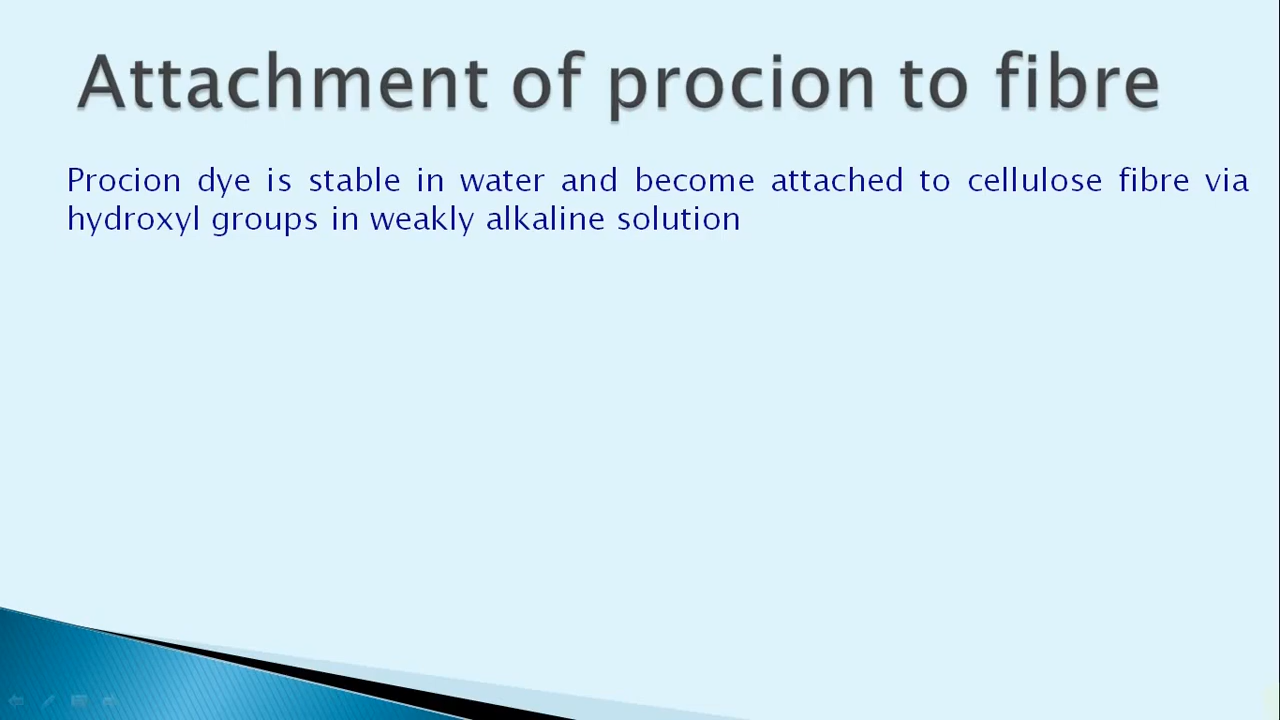 Attachment of procion to fibre
Procion dye is stable in water and become attached to cellulose fibre via
hydroxyl groups in weakly alkaline solution